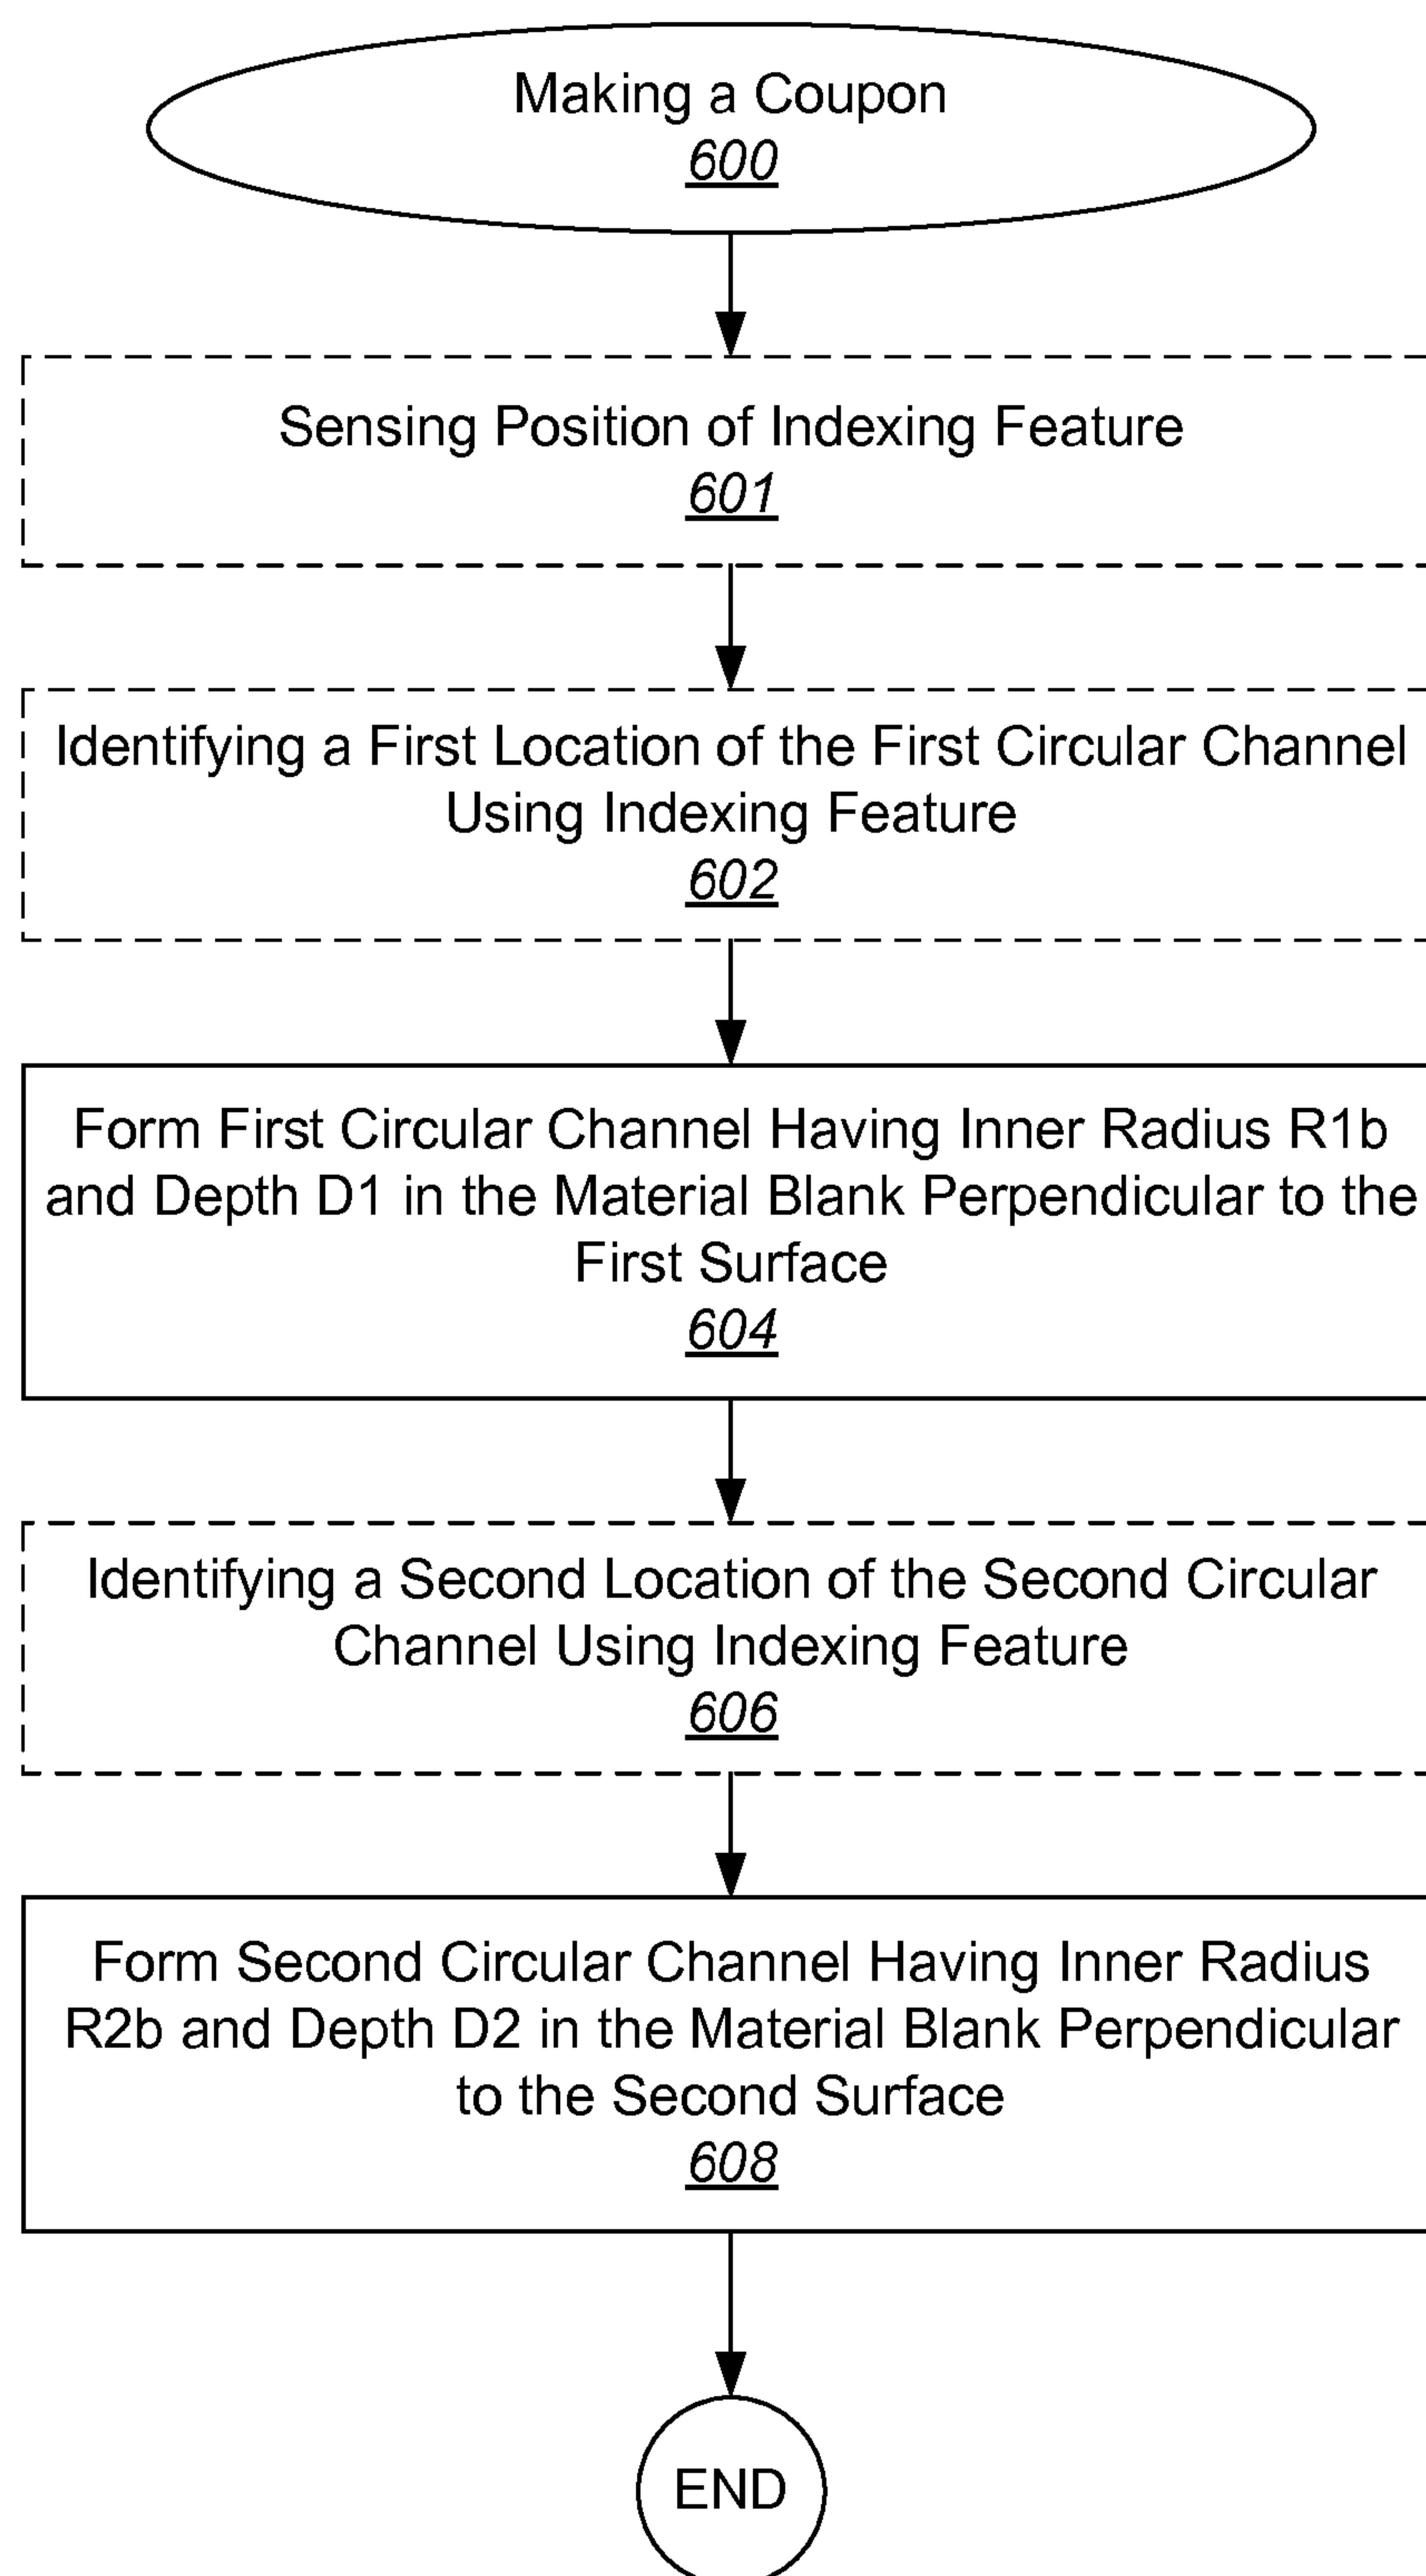 Making a Coupon
600
Sensing Position of Indexing Feature
601
Identifying a First Location of the First Circular Channel
Using Indexing Feature
602
Form First Circular Channel Having Inner Radius R1b
and Depth D1 in the Material Blank Perpendicular to the
First Surface
604
Identifying a Second Location of the Second Circular
Channel Using Indexing Feature
606
Form Second Circular Channel Having Inner Radius
R2b and Depth D2 in the Material Blank Perpendicular
to the Second Surface
608
END